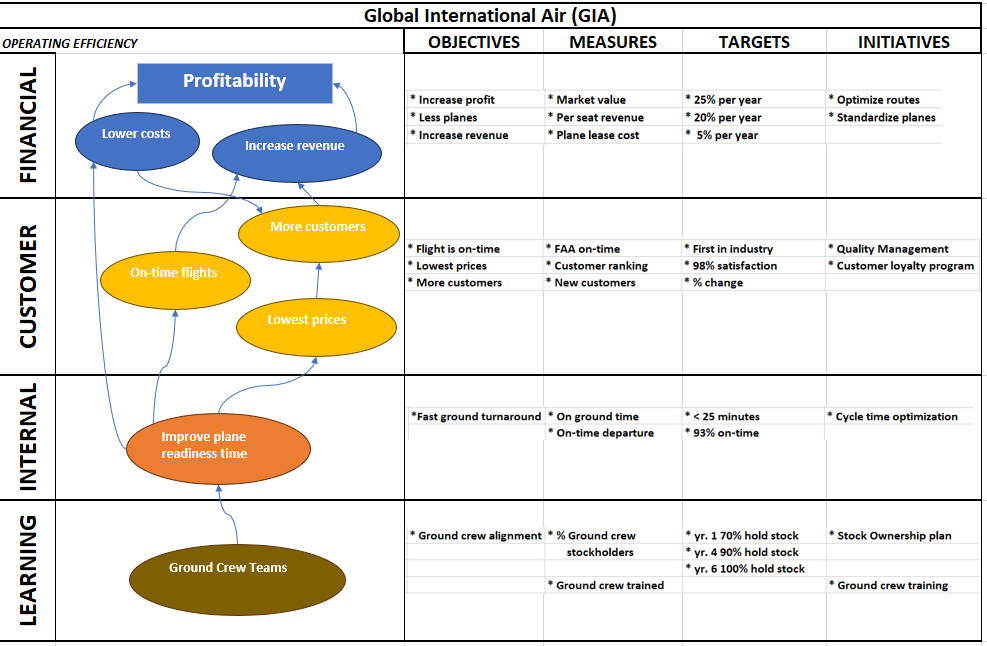 Global International Air (GIA)
OPERATING EFFICIENCY
OBJECTIVES MEASURES TARGETS INITIATIVES
FINANCIAL
Profitability
Lower costs
Increase revenue
* Increase profit * Market value * 25% per year * Optimize routes
* Less planes * Per seat revenue * 20% per year * Standardize planes
* Increase revenue * Plane lease cost * 5% per year
CUSTOMER
More customers
On-time flights
Lowest prices
* Flight is on-time * FAA on-time * First in industry * Quality Management
* Lowest prices * Customer ranking * 98% satisfaction * Customer loyalty program
* More customers * New customers * % change
INTERNAL
Improve plane
readiness time
*Fast ground turnaround * On ground time * < 25 minutes * Cycle time optimization
* On-time departure * 93% on-time
LEARNING
Ground Crew Teams
* Ground crew alignment * % Ground crew * yr. 1 70% hold stock * Stock Ownership plan
stockholders * yr. 4 90% hold stock
* yr. 6 100% hold stock
* Ground crew trained * Ground crew training